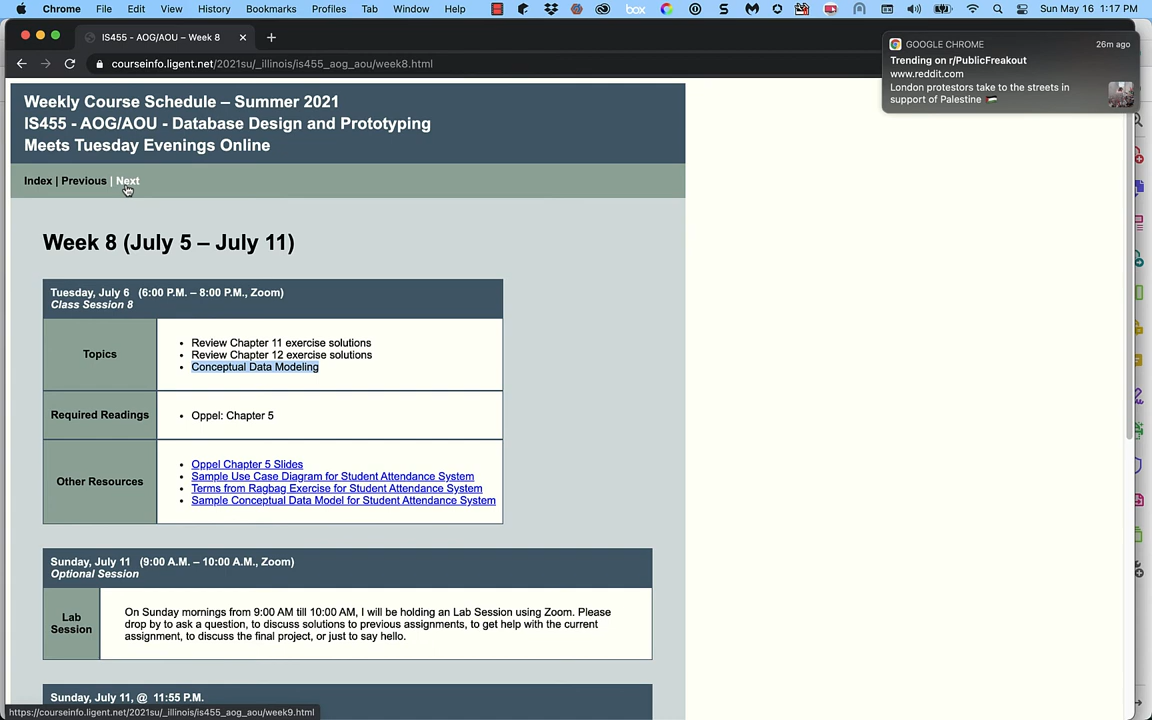 Chrome File Edit View History Bookmarks Profiles Tab Window Help box Sun May 16 1:17 PM
IS455 - AOG/AOU – Week 8
courseinfo.ligent.net/2021su/_illinois/is455_aog_aou/week8.html
GOOGLE CHROME 26m ago
Trending on r/PublicFreakout
www.reddit.com
London protestors take to the streets in
support of Palestine 🇵🇸
Weekly Course Schedule – Summer 2021
IS455 - AOG/AOU - Database Design and Prototyping
Meets Tuesday Evenings Online
Index | Previous | Next
Week 8 (July 5 – July 11)
Tuesday, July 6 (6:00 P.M. – 8:00 P.M., Zoom)
Class Session 8
Topics
• Review Chapter 11 exercise solutions
• Review Chapter 12 exercise solutions
• Conceptual Data Modeling
Required Readings
• Oppel: Chapter 5
Other Resources
• Oppel Chapter 5 Slides
• Sample Use Case Diagram for Student Attendance System
• Terms from Ragbag Exercise for Student Attendance System
• Sample Conceptual Data Model for Student Attendance System
Sunday, July 11 (9:00 A.M. – 10:00 A.M., Zoom)
Optional Session
Lab
Session
On Sunday mornings from 9:00 AM till 10:00 AM, I will be holding an Lab Session using Zoom. Please
drop by to ask a question, to discuss solutions to previous assignments, to get help with the current
assignment, to discuss the final project, or just to say hello.
Sunday, July 11, @ 11:55 P.M.
https://courseinfo.ligent.net/2021su/_illinois/is455_aog_aou/week9.html